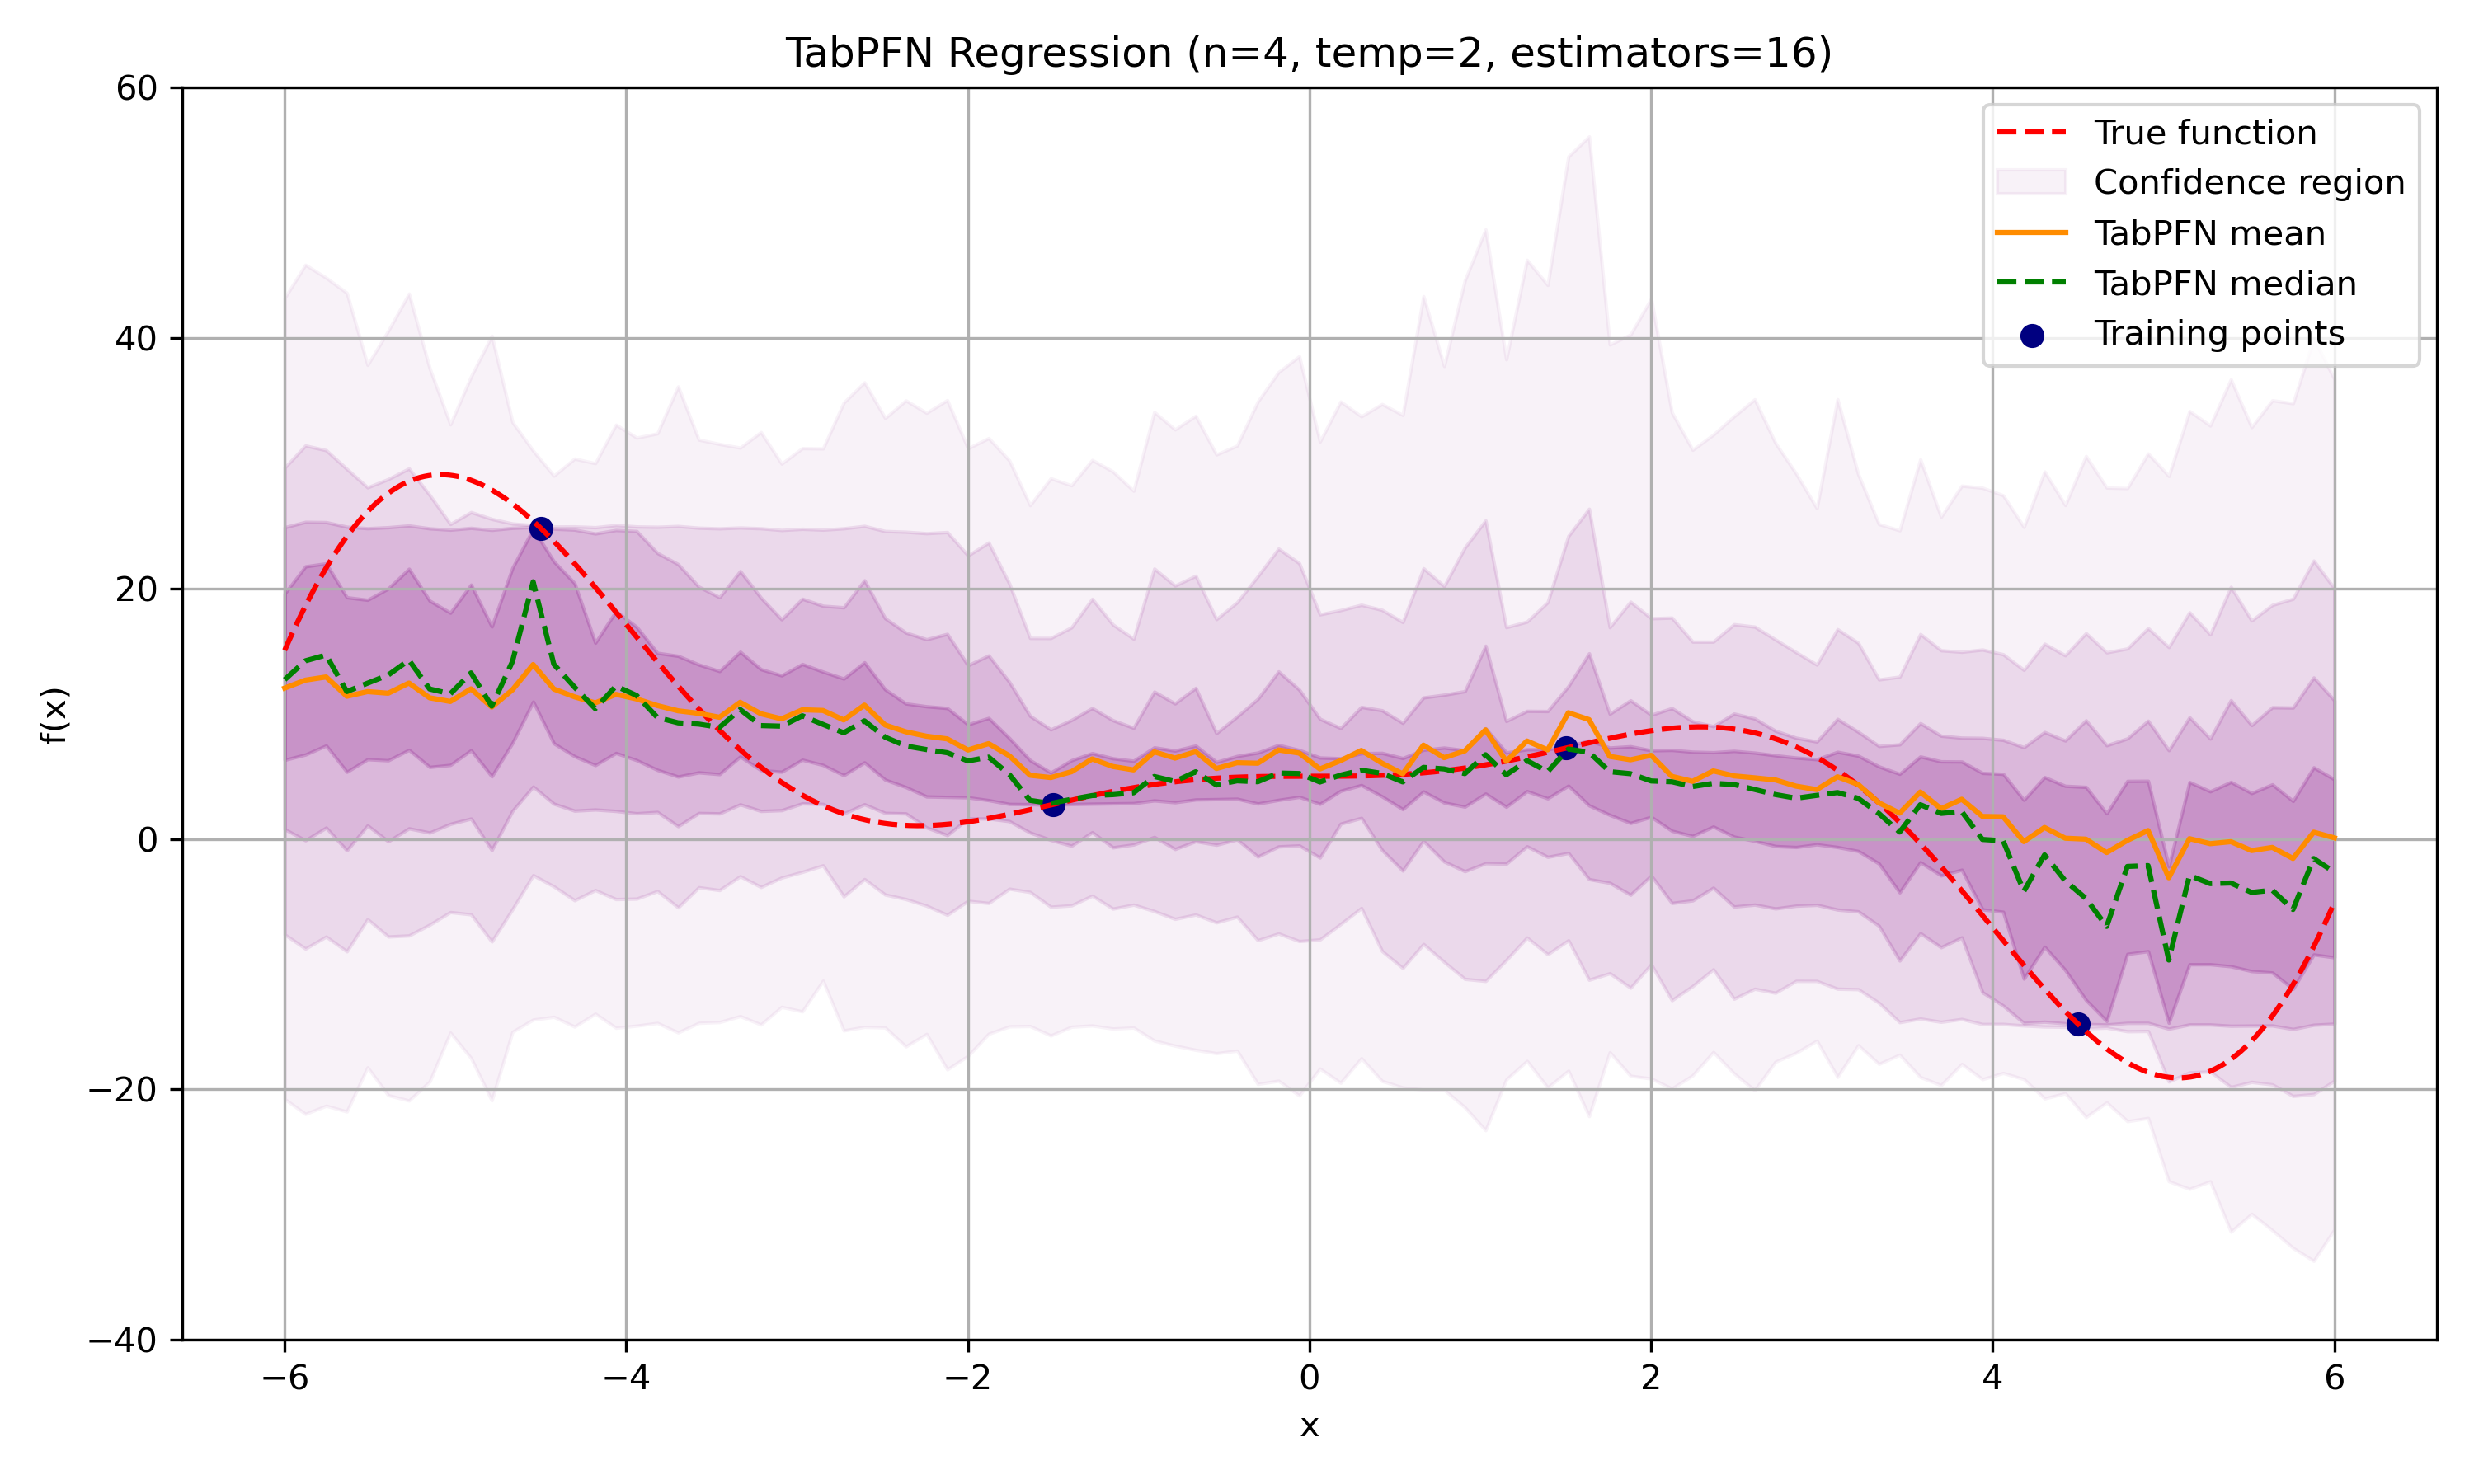 TabPFN Regression (n=4, temp=2, estimators=16)
True function
Confidence region
TabPFN mean
TabPFN median
Training points
60
40
20
0
−20
−40
f(x)
−6
−4
−2
0
2
4
6
x